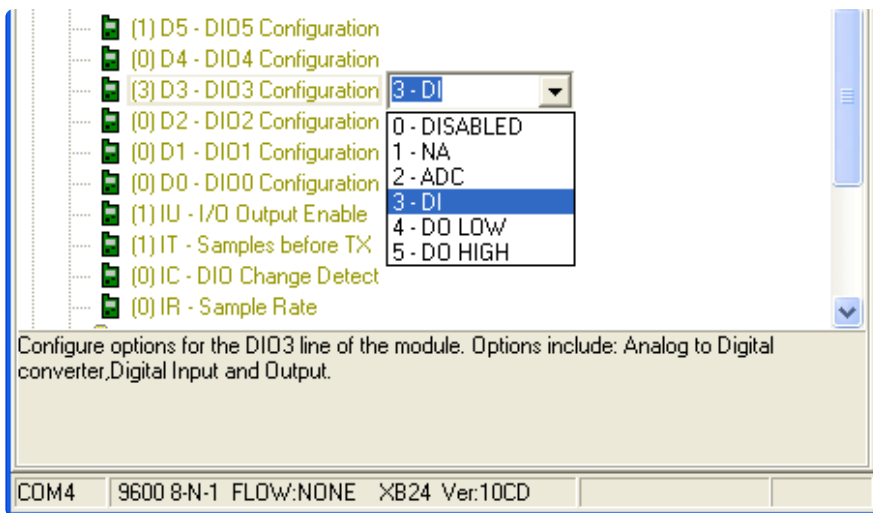 (1) D5 - DIO5 Configuration
(0) D4 - DIO4 Configuration
(3) D3 - DIO3 Configuration 3 - DI
(0) D2 - DIO2 Configuration 0 - DISABLED
(0) D1 - DIO1 Configuration 1 - NA
(0) D0 - DIO0 Configuration 2 - ADC
3 - DI
(1) IU - I/O Output Enable 4 - DO LOW
(1) IT - Samples before TX 5 - DO HIGH
(0) IC - DIO Change Detect
(0) IR - Sample Rate
Configure options for the DIO3 line of the module. Options include: Analog to Digital
converter,Digital Input and Output.
COM4 9600 8-N-1 FLOW:NONE XB24 Ver:10CD